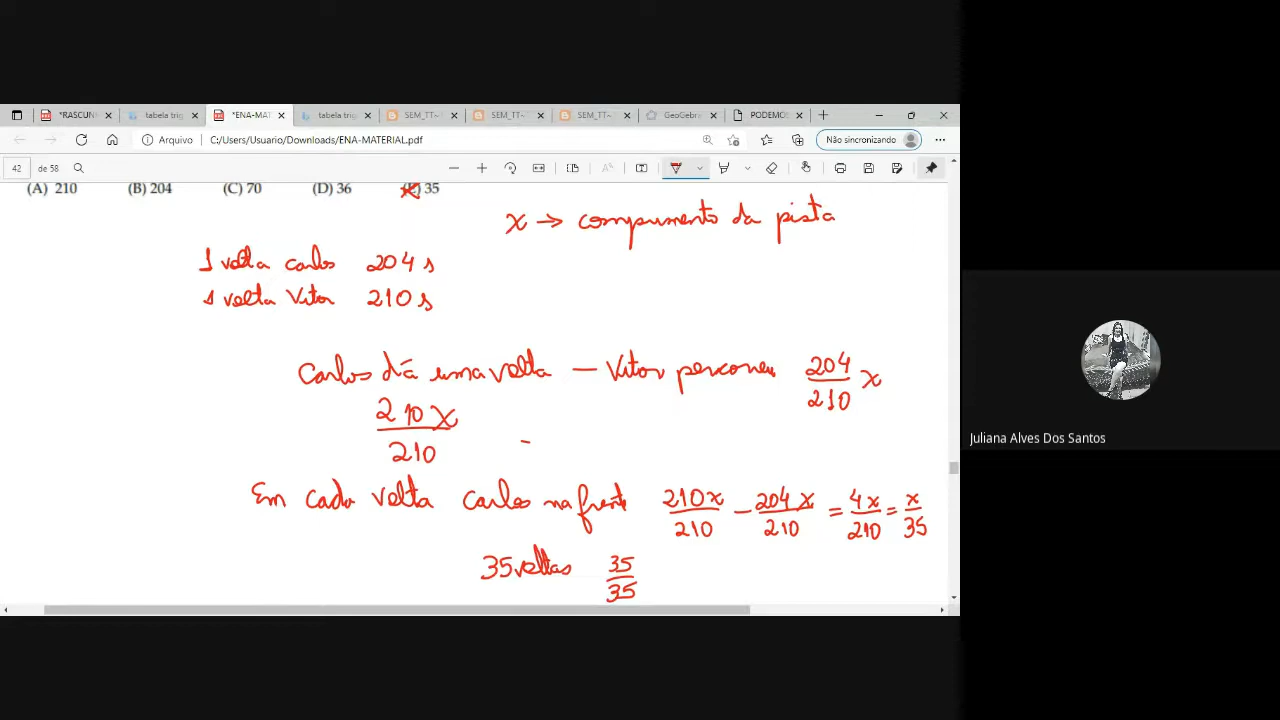 *RASCUN
tabela trig
*ENA-MAT
tabela trig
SEM_TT~
SEM_TT~
SEM_TT~
GeoGebra
PODEMOS
Arquivo C:/Users/Usuario/Downloads/ENA-MATERIAL.pdf
Não sincronizando
42 de 58
(A) 210 (B) 204 (C) 70 (D) 36 (E) 35
x → comprimento da pista
1 volta Carlos 204 s
1 volta Vitor 210 s
Carlos dá uma volta — Vitor percorreu 204/210 x
210x/210
Em cada volta Carlos na frente 210x/210 − 204x/210 = 4x/210 = x/35
35 voltas 35/35
Juliana Alves Dos Santos